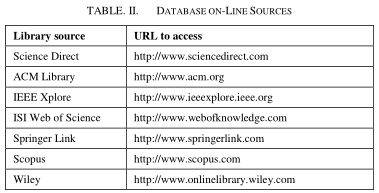 TABLE. II. DATABASE ON-LINE SOURCES
Library source URL to access
Science Direct http://www.sciencedirect.com
ACM Library http://www.acm.org
IEEE Xplore http://www.ieeexplore.ieee.org
ISI Web of Science http://www.webofknowledge.com
Springer Link http://www.springerlink.com
Scopus http://www.scopus.com
Wiley http://www.onlinelibrary.wiley.com